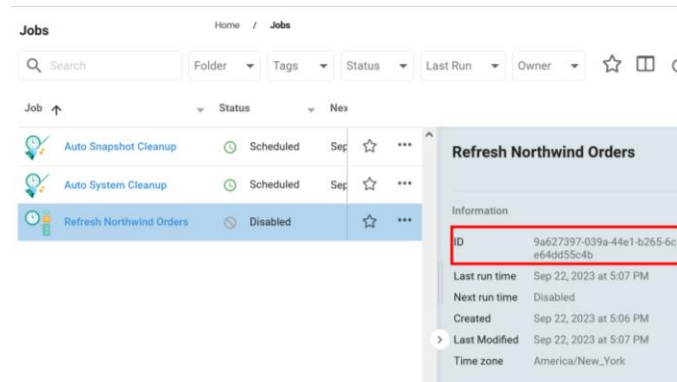 Jobs
Home / Jobs
Search
Folder
Tags
Status
Last Run
Owner
Job
Status
Nex
Auto Snapshot Cleanup
Scheduled
Sep
Auto System Cleanup
Scheduled
Sep
Refresh Northwind Orders
Disabled
Refresh Northwind Orders
Information
ID 9a627397-039a-44e1-b265-6c
e64dd55c4b
Last run time Sep 22, 2023 at 5:07 PM
Next run time Disabled
Created Sep 22, 2023 at 5:06 PM
Last Modified Sep 22, 2023 at 5:07 PM
Time zone America/New_York